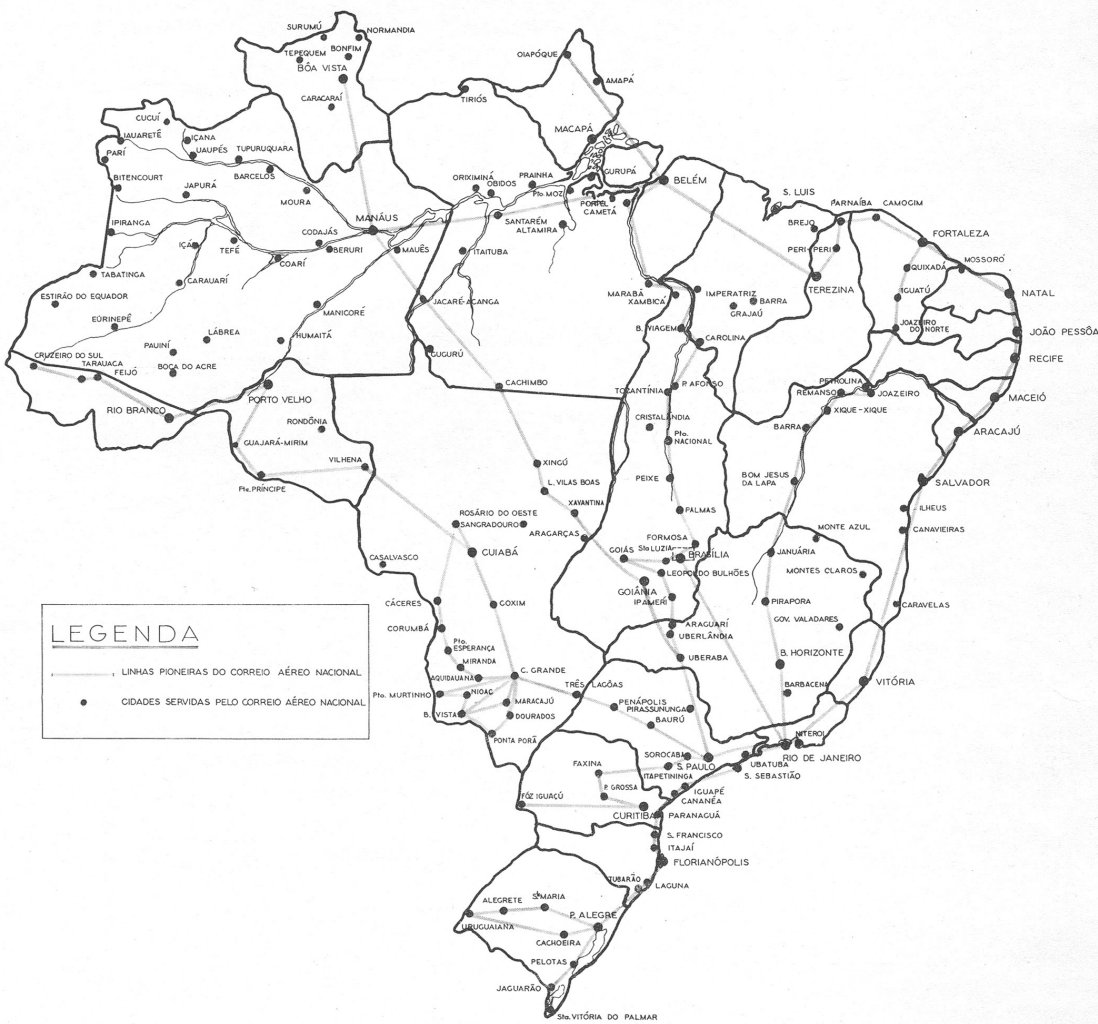 SURUMÚ
NORMANDIA
TEPEQUEM
BONFIM
BÔA VISTA
CARACARAÍ
OIAPÓQUE
AMAPÁ
TIRIÓS
MACAPÁ
CUCUÍ
IAUARETÊ
IÇANA
UAUPÉS
TUPURUQUARA
PARÍ
BARCELOS
BITENCOURT
JAPURÁ
MOURA
ORIXIMINÁ
OBIDOS
PRAINHA
GURUPÁ
Pto. MOZ
PORTEL
CAMETÁ
BELÉM
S. LUIS
PARNAÍBA
CAMOGIM
BREJO
IPIRANGA
MANÁUS
SANTARÉM
ALTAMIRA
FORTALEZA
IÇÁ
TEFÉ
CODAJÁS
BERURI
MAUÊS
ITAITUBA
PERI-PERI
COARÍ
TABATINGA
QUIXADÁ
MOSSORÓ
TEREZINA
CARAUARÍ
ESTIRÃO DO EQUADOR
JACARÉ-ACANGA
MARABÁ
XAMBICÁ
IMPERATRIZ
BARRA
GRAJAÚ
IGUATÚ
NATAL
MANICORÉ
EÜRINEPÊ
LÁBREA
HUMAITÁ
B. VIAGEM
CAROLINA
JOAZEIRO
DO NORTE
JOÃO PESSÔA
PAUINÍ
CRUZEIRO DO SUL
TARAUACA
FEIJÓ
BOCA DO ACRE
GUGURÚ
RECIFE
CACHIMBO
TOCANTÍNIA
P. AFONSO
PETROLINA
REMANSO
JOAZEIRO
PORTO VELHO
MACEIÓ
RIO BRANCO
XIQUE-XIQUE
CRISTALÂNDIA
RONDÔNIA
BARRA
ARACAJÚ
GUAJARÁ-MIRIM
Pto.
NACIONAL
VILHENA
XINGÚ
Fte. PRÍNCIPE
L. VILAS BOAS
PEIXE
BOM JESUS
DA LAPA
SALVADOR
ROSÁRIO DO OESTE
XAVANTINA
PALMAS
ILHEUS
SANGRADOURO
ARAGARÇAS
MONTE AZUL
CANAVIEIRAS
FORMOSA
CUIABÁ
GOIÁS
Sta LUZIA
BRASÍLIA
JANUÁRIA
CASALVASCO
LEOPOLDO BULHÕES
MONTES CLAROS
GOIÂNIA
IPAMERÍ
CÁCERES
COXIM
PIRAPORA
CARAVELAS
LEGENDA
CORUMBÁ
ARAGUARÍ
UBERLÂNDIA
GOV. VALADARES
Pto.
ESPERANÇA
UBERABA
B. HORIZONTE
LINHAS PIONEIRAS DO CORREIO AÉREO NACIONAL
MIRANDA
AQUIDAUANA
C. GRANDE
VITÓRIA
Pto. MURTINHO
NIOAC
TRÊS LAGÔAS
BARBACENA
CIDADES SERVIDAS PELO CORREIO AÉREO NACIONAL
MARACAJÚ
PENÁPOLIS
PIRASSUNUNGA
B. VISTA
DOURADOS
BAURÚ
PONTA PORÃ
NITEROI
RIO DE JANEIRO
SOROCABA
S. PAULO
UBATUBA
S. SEBASTIÃO
FAXINA
ITAPETININGA
P. GROSSA
IGUAPÉ
CANANÉA
FÓZ IGUAÇÚ
CURITIBA
PARANAGUÁ
S. FRANCISCO
ITAJAÍ
FLORIANÓPOLIS
TUBARÃO
LAGUNA
ALEGRETE
Sta MARIA
P. ALEGRE
URUGUAIANA
CACHOEIRA
PELOTAS
JAGUARÃO
Sta. VITÓRIA DO PALMAR